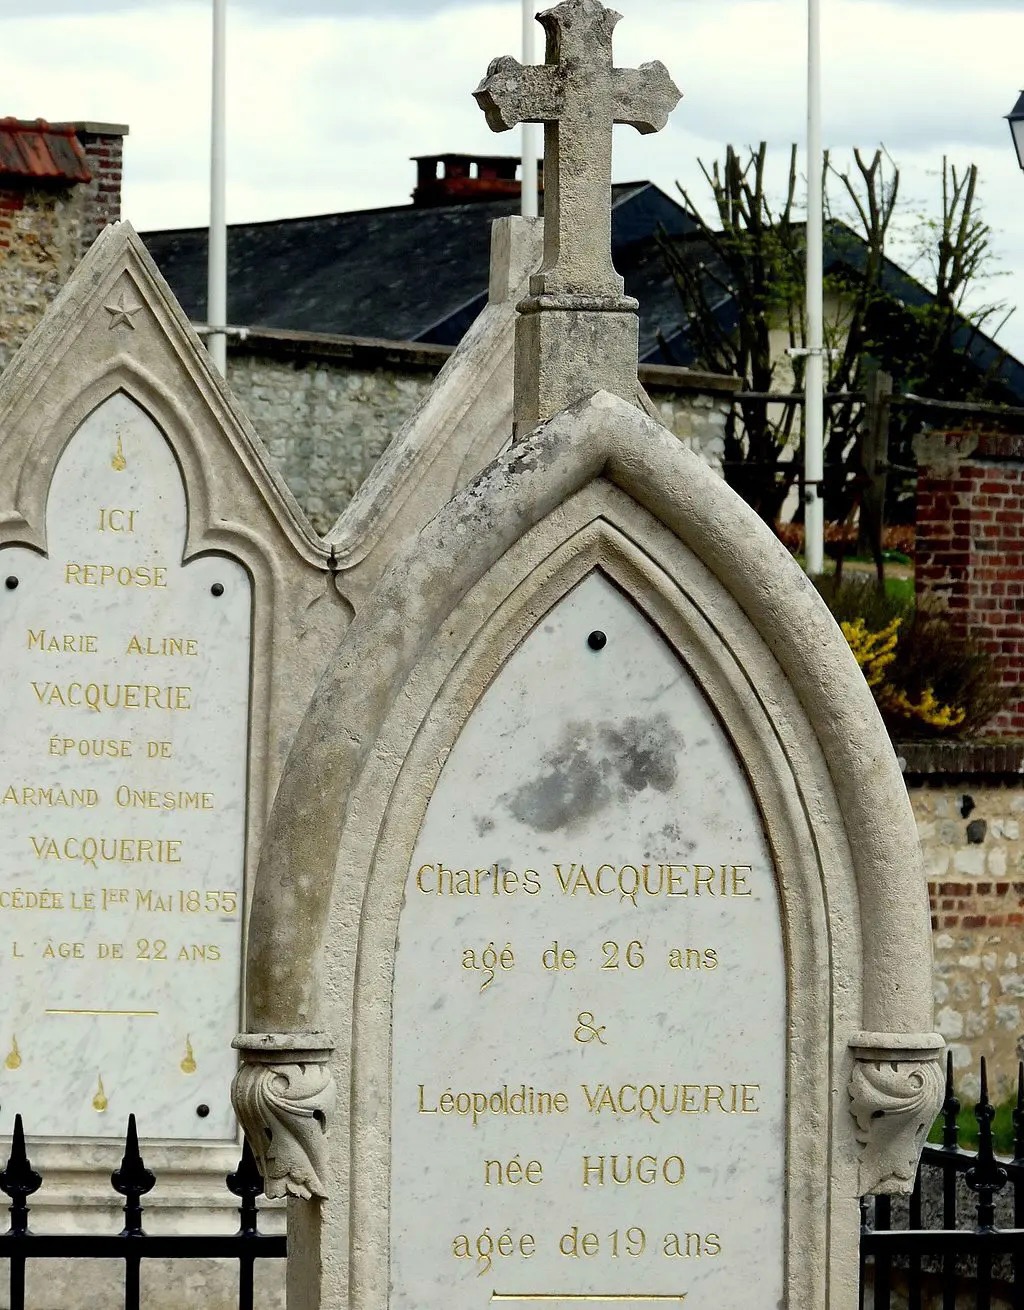 ICI
REPOSE
MARIE ALINE
VACQUERIE
ÉPOUSE DE
ARMAND ONESIME
VACQUERIE
CÉDÉE LE 1ER MAI 1855
L'ÂGE DE 22 ANS
Charles VACQUERIE
agé de 26 ans
&
Léopoldine VACQUERIE
née HUGO
agée de 19 ans